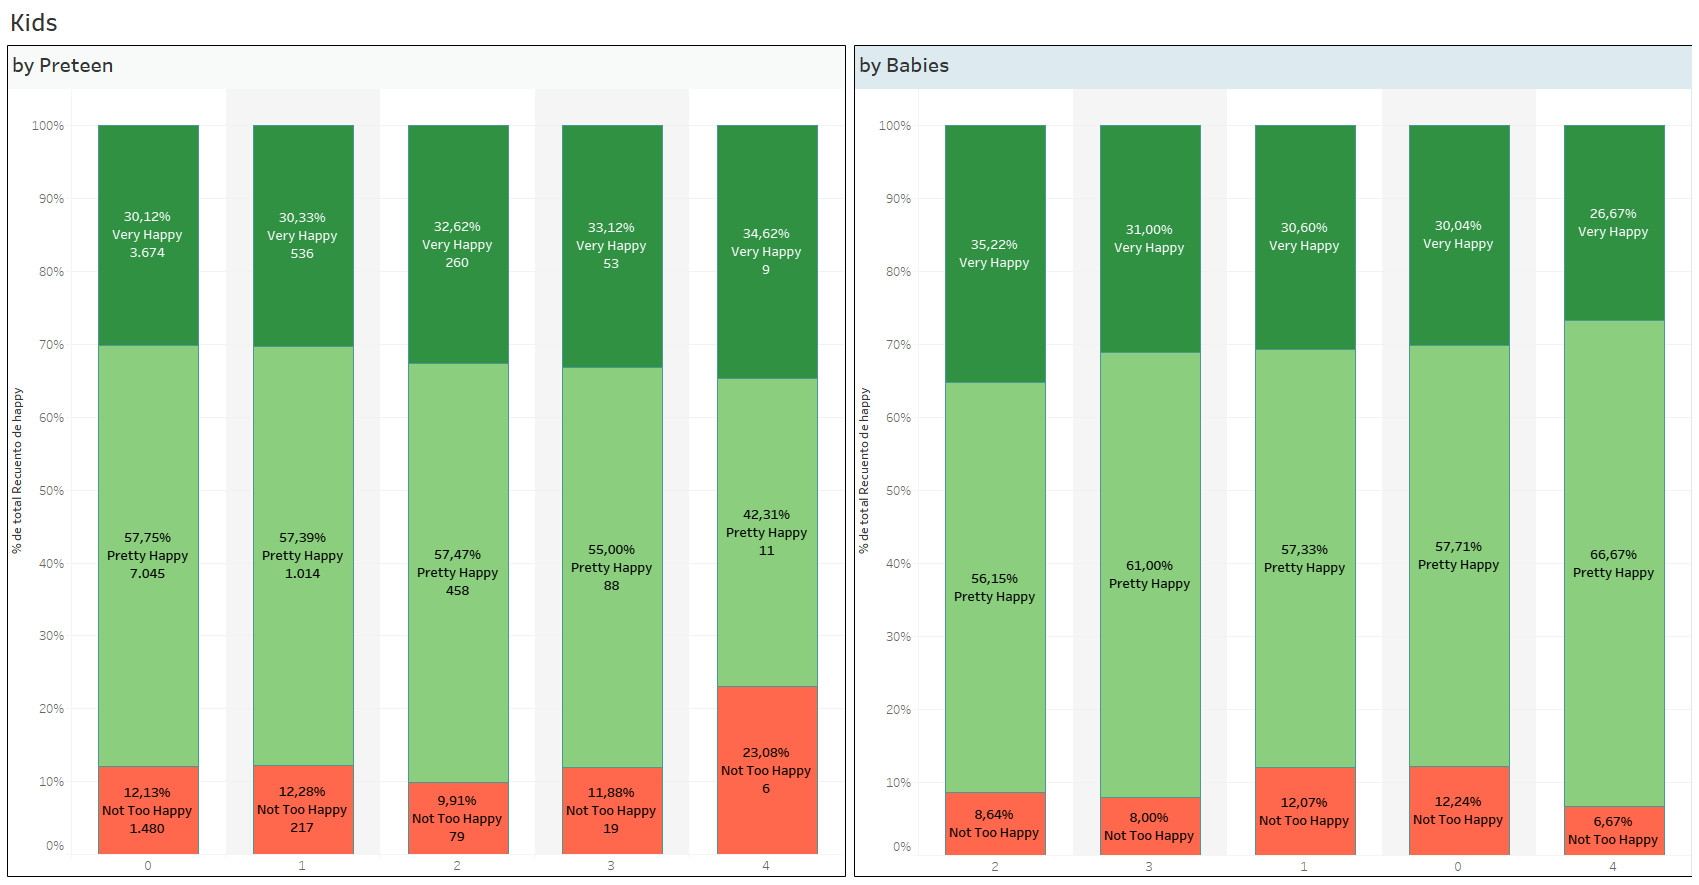 Kids
by Preteen
% de total Recuento de happy
100%
90%
80%
70%
60%
50%
40%
30%
20%
10%
0%
30,12%
Very Happy
3.674
57,75%
Pretty Happy
7.045
12,13%
Not Too Happy
1.480
30,33%
Very Happy
536
57,39%
Pretty Happy
1.014
12,28%
Not Too Happy
217
32,62%
Very Happy
260
57,47%
Pretty Happy
458
9,91%
Not Too Happy
79
33,12%
Very Happy
53
55,00%
Pretty Happy
88
11,88%
Not Too Happy
19
34,62%
Very Happy
9
42,31%
Pretty Happy
11
23,08%
Not Too Happy
6
0
1
2
3
4
by Babies
% de total Recuento de happy
100%
90%
80%
70%
60%
50%
40%
30%
20%
10%
0%
35,22%
Very Happy
56,15%
Pretty Happy
8,64%
Not Too Happy
31,00%
Very Happy
61,00%
Pretty Happy
8,00%
Not Too Happy
30,60%
Very Happy
57,33%
Pretty Happy
12,07%
Not Too Happy
30,04%
Very Happy
57,71%
Pretty Happy
12,24%
Not Too Happy
26,67%
Very Happy
66,67%
Pretty Happy
6,67%
Not Too Happy
2
3
1
0
4